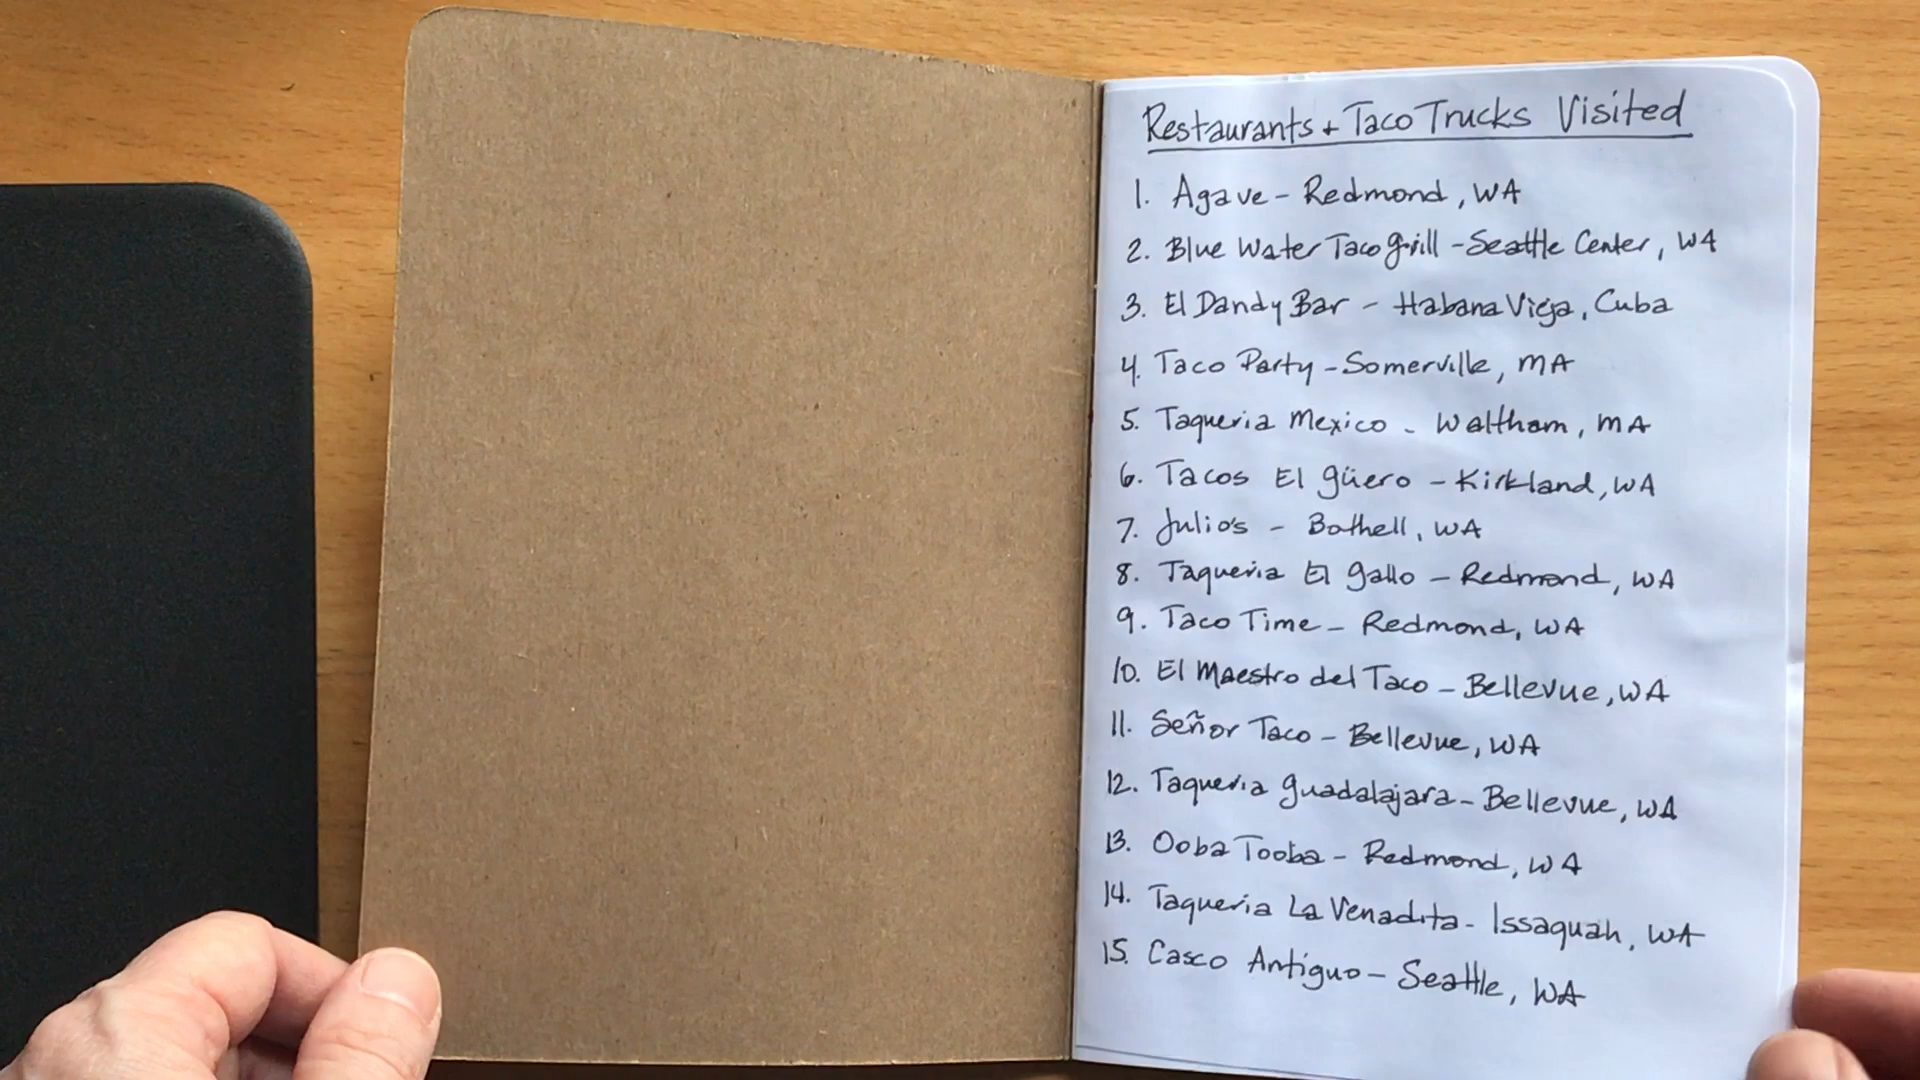 Restaurants + Taco Trucks Visited
1. Agave - Redmond, WA
2. Blue Water Taco Grill - Seattle Center, WA
3. El Dandy Bar - Habana Vieja, Cuba
4. Taco Party - Somerville, MA
5. Taqueria Mexico - Waltham, MA
6. Tacos El Güero - Kirkland, WA
7. Julio's - Bothell, WA
8. Taqueria El Gallo - Redmond, WA
9. Taco Time - Redmond, WA
10. El Maestro del Taco - Bellevue, WA
11. Señor Taco - Bellevue, WA
12. Taqueria Guadalajara - Bellevue, WA
13. Ooba Tooba - Redmond, WA
14. Taqueria La Venadita - Issaquah, WA
15. Casco Antiguo - Seattle, WA